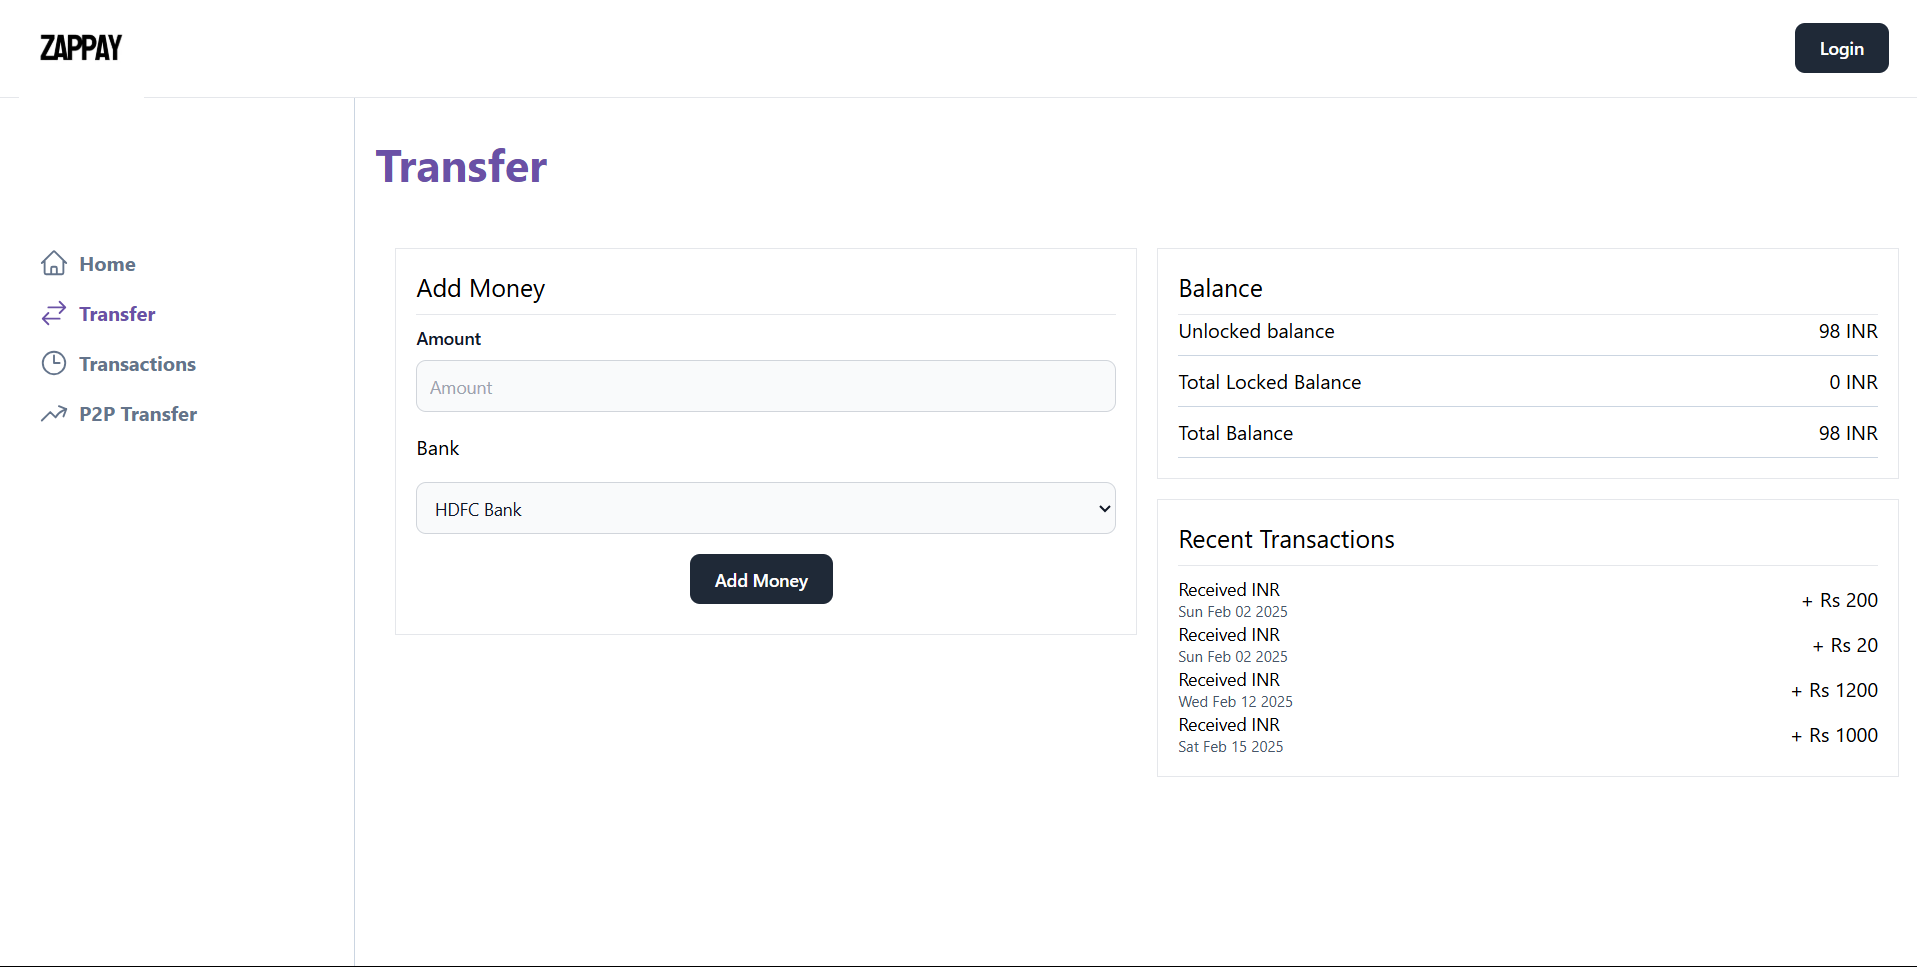 ZAPPAY
Login
Home
Transfer
Transactions
P2P Transfer
Transfer
Add Money
Amount
Amount
Bank
HDFC Bank
Add Money
Balance
Unlocked balance 98 INR
Total Locked Balance 0 INR
Total Balance 98 INR
Recent Transactions
Received INR
Sun Feb 02 2025
+ Rs 200
Received INR
Sun Feb 02 2025
+ Rs 20
Received INR
Wed Feb 12 2025
+ Rs 1200
Received INR
Sat Feb 15 2025
+ Rs 1000